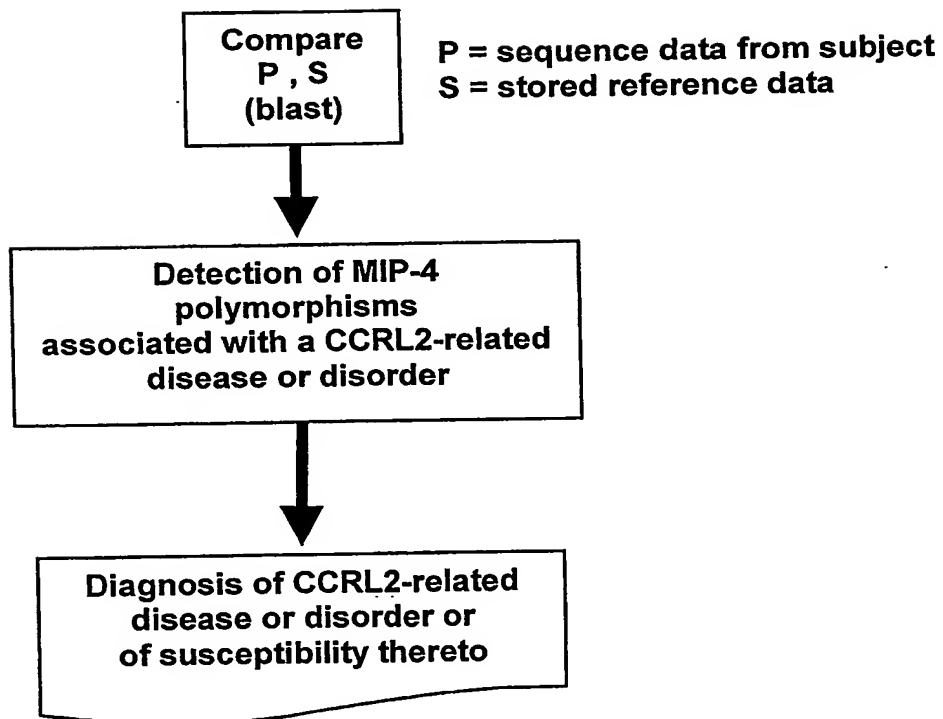 Compare
P , S
(blast)
P = sequence data from subject
S = stored reference data
Detection of MIP-4
polymorphisms
associated with a CCRL2-related
disease or disorder
Diagnosis of CCRL2-related
disease or disorder or
of susceptibility thereto